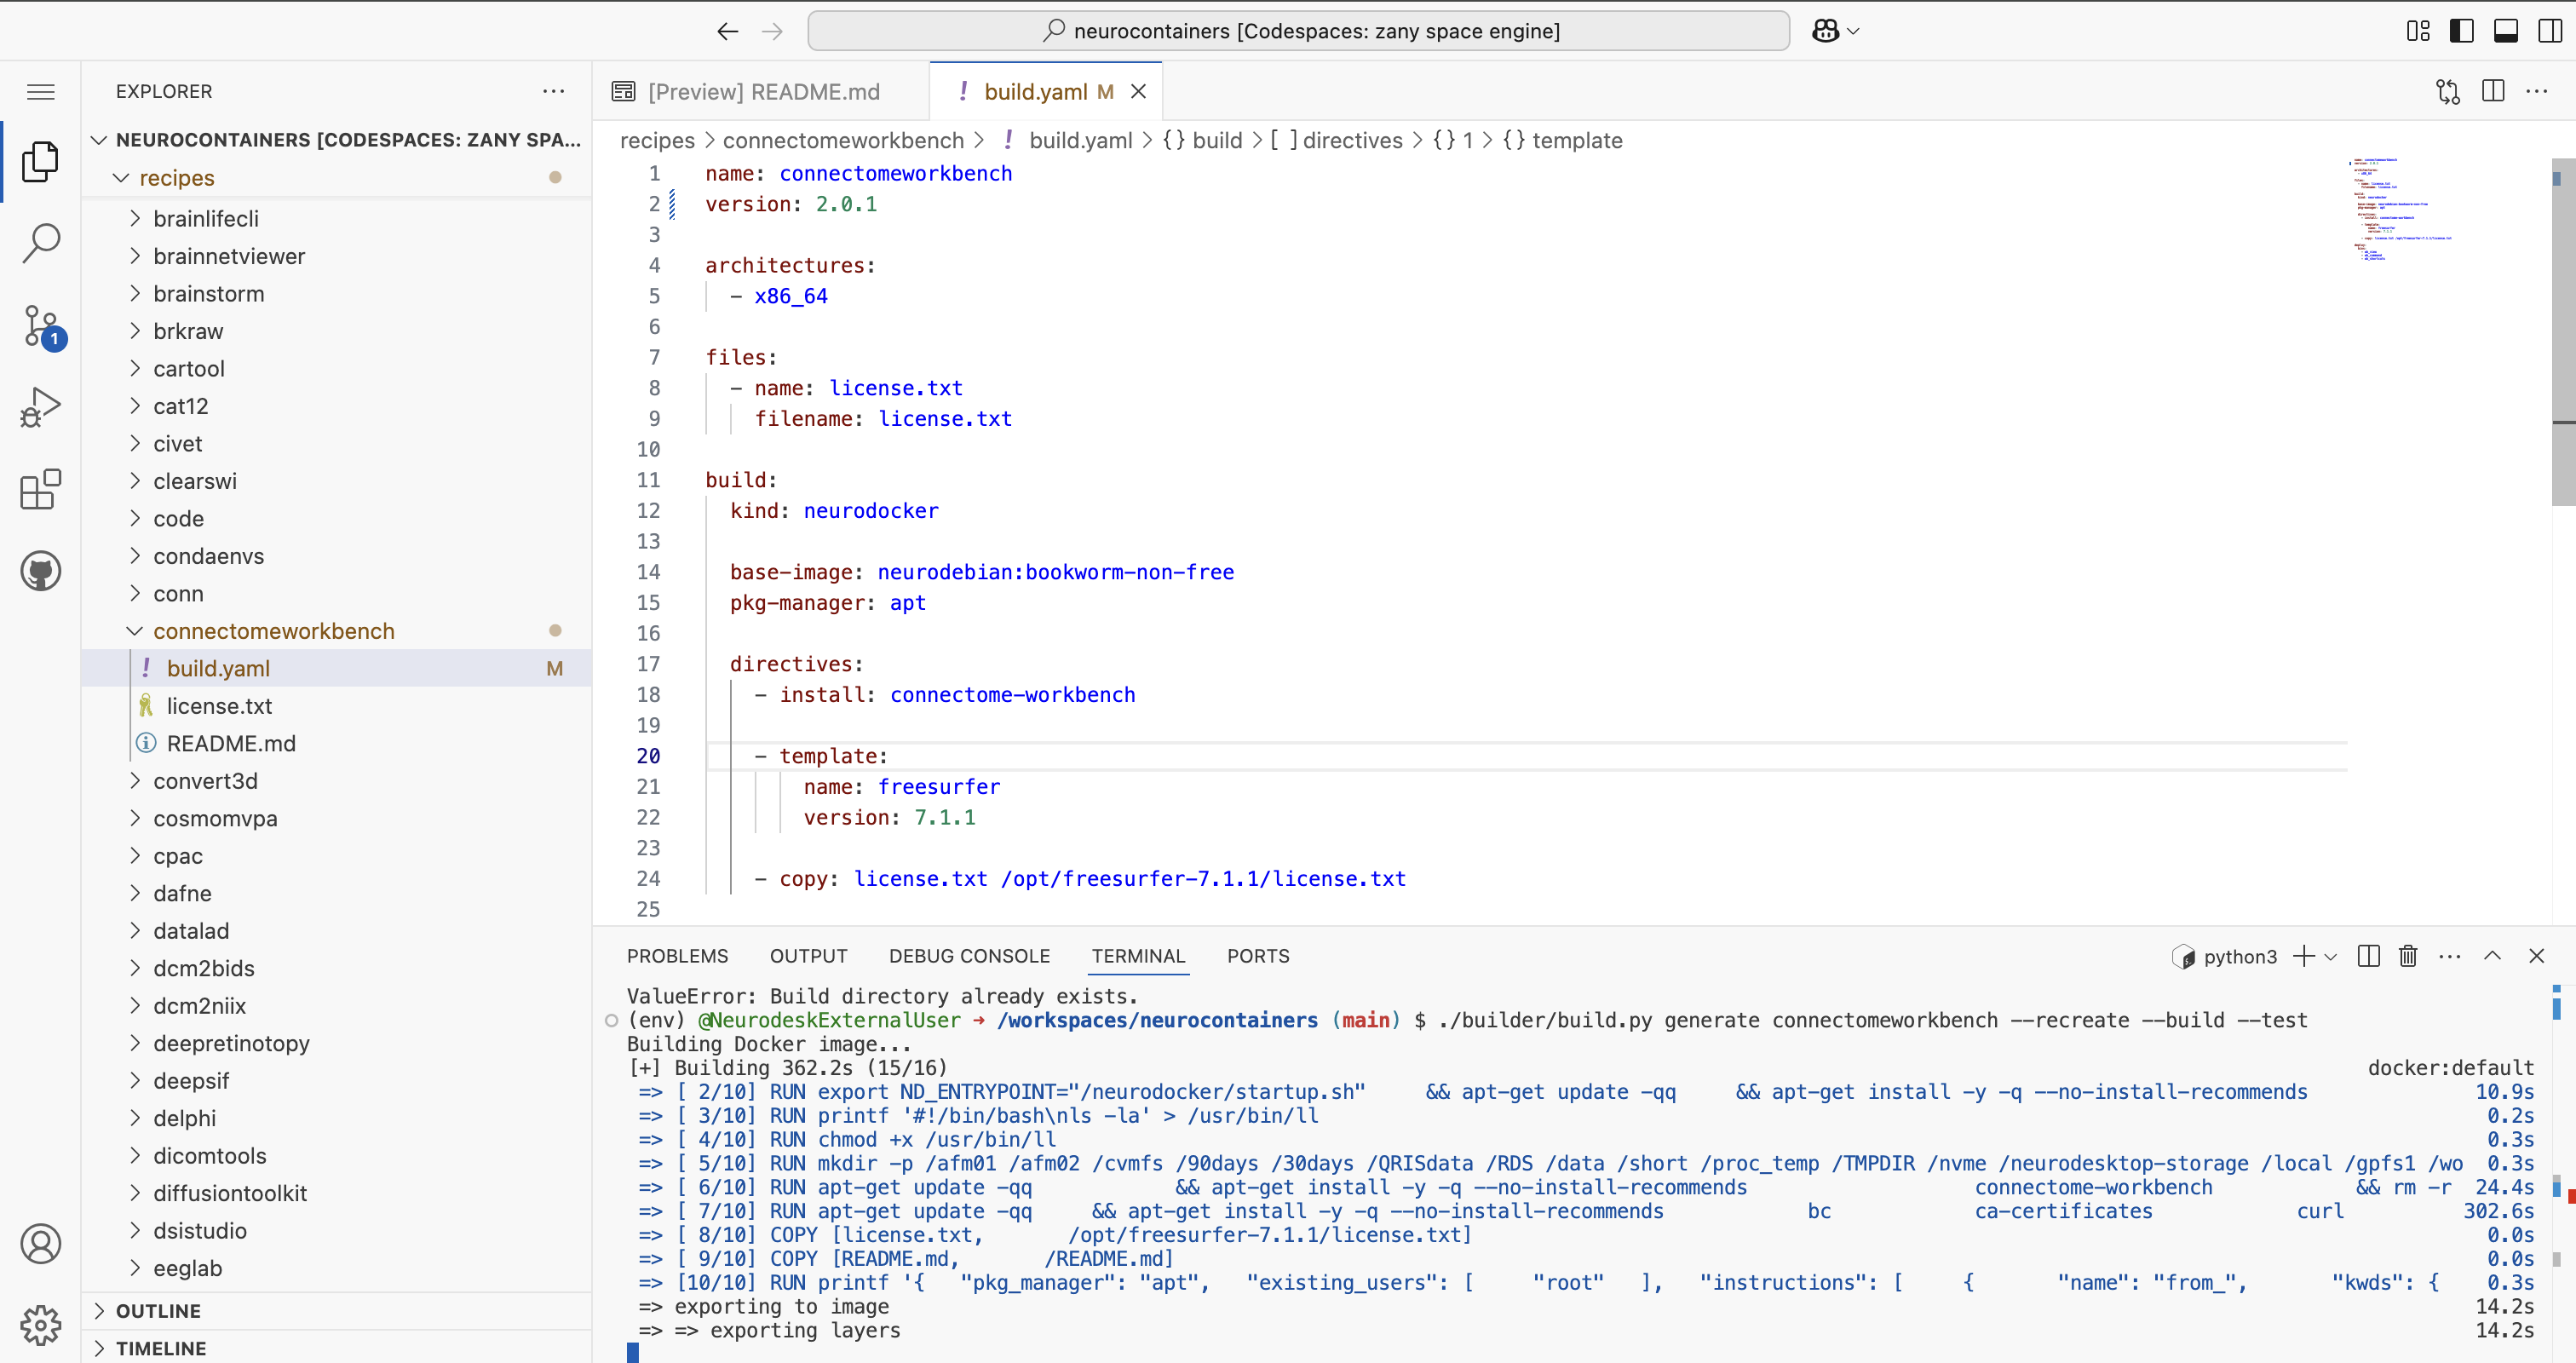 neurocontainers [Codespaces: zany space engine]
EXPLORER
NEUROCONTAINERS [CODESPACES: ZANY SPA...
recipes
brainlifecli
brainnetviewer
brainstorm
brkraw
cartool
cat12
civet
clearswi
code
condaenvs
conn
connectomeworkbench
! build.yaml M
license.txt
README.md
convert3d
cosmomvpa
cpac
dafne
datalad
dcm2bids
dcm2niix
deepretinotopy
deepsif
delphi
dicomtools
diffusiontoolkit
dsistudio
eeglab
OUTLINE
TIMELINE
1
[Preview] README.md
! build.yaml M
recipes > connectomeworkbench > ! build.yaml > {} build > [ ] directives > {} 1 > {} template
1 name: connectomeworkbench
2 version: 2.0.1
3
4 architectures:
5 - x86_64
6
7 files:
8 - name: license.txt
9 filename: license.txt
10
11 build:
12 kind: neurodocker
13
14 base-image: neurodebian:bookworm-non-free
15 pkg-manager: apt
16
17 directives:
18 - install: connectome-workbench
19
20 - template:
21 name: freesurfer
22 version: 7.1.1
23
24 - copy: license.txt /opt/freesurfer-7.1.1/license.txt
25
PROBLEMS OUTPUT DEBUG CONSOLE TERMINAL PORTS
python3
ValueError: Build directory already exists.
(env) @NeurodeskExternalUser → /workspaces/neurocontainers (main) $ ./builder/build.py generate connectomeworkbench --recreate --build --test
Building Docker image...
[+] Building 362.2s (15/16) docker:default
=> [ 2/10] RUN export ND_ENTRYPOINT="/neurodocker/startup.sh" && apt-get update -qq && apt-get install -y -q --no-install-recommends 10.9s
=> [ 3/10] RUN printf '#!/bin/bash\nls -la' > /usr/bin/ll 0.2s
=> [ 4/10] RUN chmod +x /usr/bin/ll 0.3s
=> [ 5/10] RUN mkdir -p /afm01 /afm02 /cvmfs /90days /30days /QRISdata /RDS /data /short /proc_temp /TMPDIR /nvme /neurodesktop-storage /local /gpfs1 /wo 0.3s
=> [ 6/10] RUN apt-get update -qq && apt-get install -y -q --no-install-recommends connectome-workbench && rm -r 24.4s
=> [ 7/10] RUN apt-get update -qq && apt-get install -y -q --no-install-recommends bc ca-certificates curl 302.6s
=> [ 8/10] COPY [license.txt, /opt/freesurfer-7.1.1/license.txt] 0.0s
=> [ 9/10] COPY [README.md, /README.md] 0.0s
=> [10/10] RUN printf '{ "pkg_manager": "apt", "existing_users": [ "root" ], "instructions": [ { "name": "from_", "kwds": { 0.3s
=> exporting to image 14.2s
=> => exporting layers 14.2s